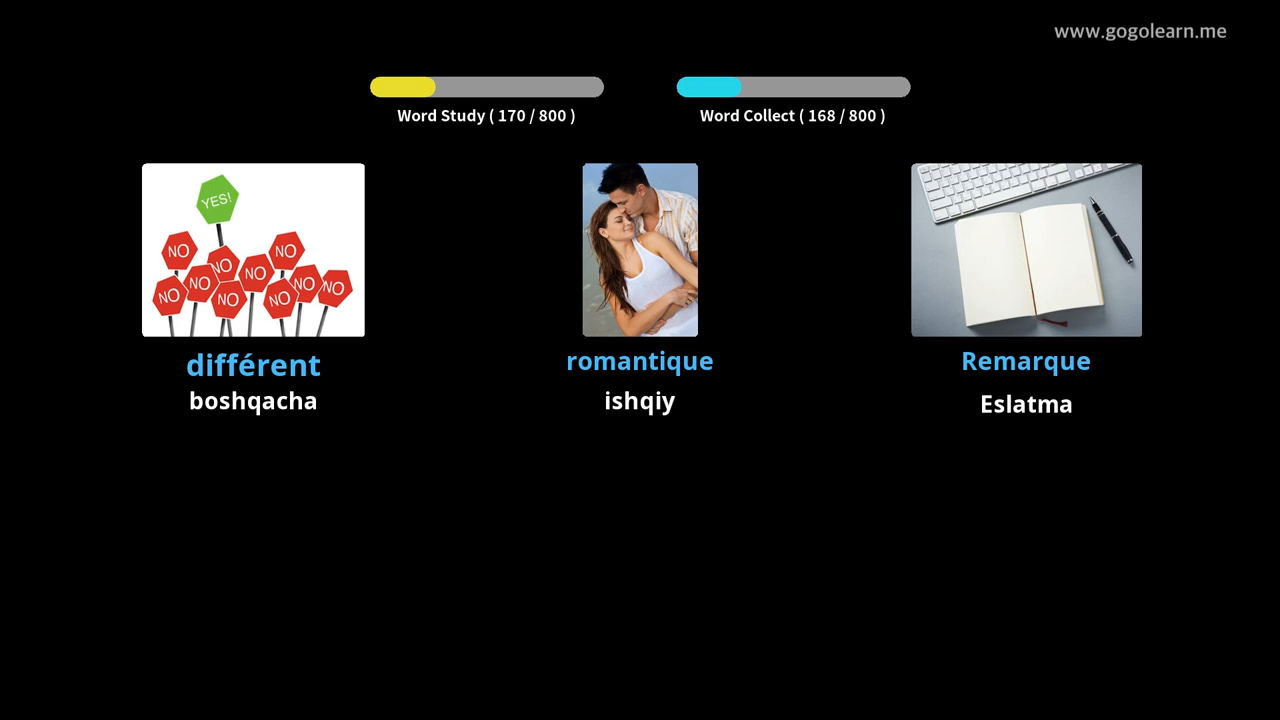 www.gogolearn.me
Word Study ( 170 / 800 )
Word Collect ( 168 / 800 )
YES!
NO
NO
NO
NO
NO
NO
NO
NO
NO
NO
différent
boshqacha
romantique
ishqiy
Remarque
Eslatma